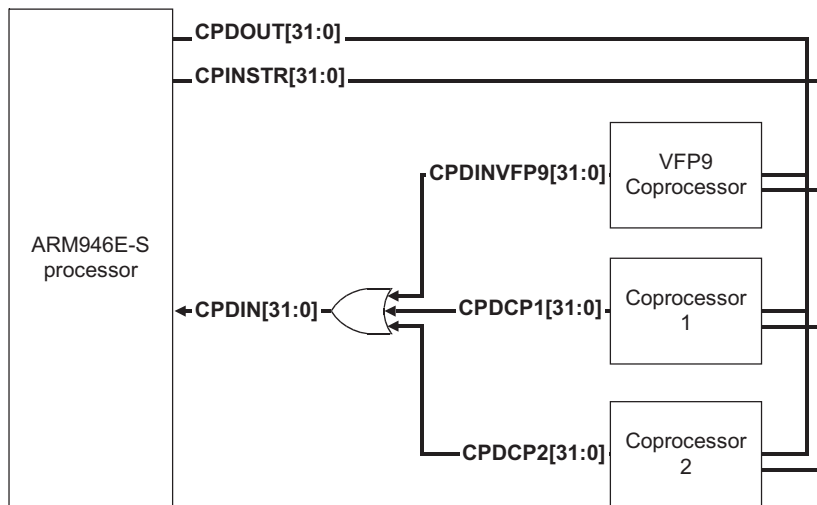 CPDOUT[31:0]
CPINSTR[31:0]
VFP9
Coprocessor
CPDINVFP9[31:0]
ARM946E-S
processor
CPDIN[31:0]
CPDCP1[31:0]
Coprocessor
1
CPDCP2[31:0]
Coprocessor
2